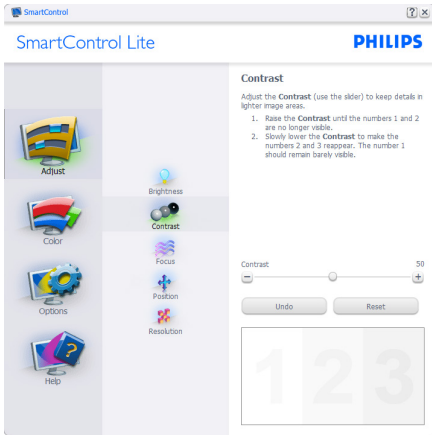 SmartControl
SmartControl Lite
PHILIPS
Adjust
Color
Options
Help
Brightness
Contrast
Focus
Position
Resolution
Contrast
Adjust the Contrast (use the slider) to keep details in
lighter image areas.
1. Raise the Contrast until the numbers 1 and 2
are no longer visible.
2. Slowly lower the Contrast to make the
numbers 2 and 3 reappear. The number 1
should remain barely visible.
Contrast 50
Undo Reset
1 2 3